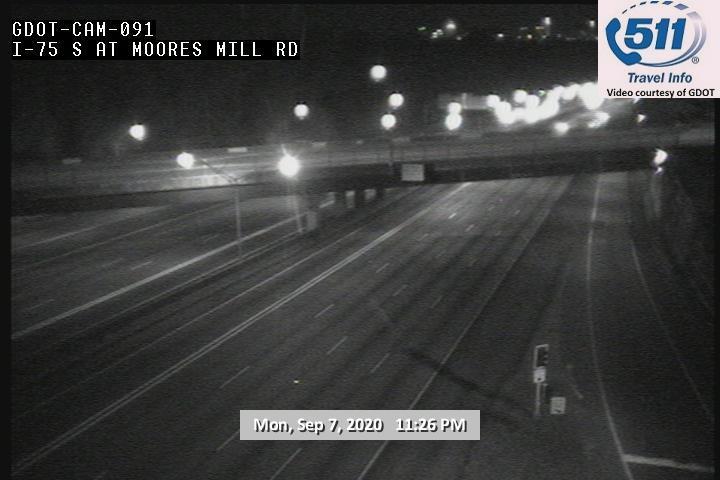 GDOT-CAM-091
I-75 S AT MOORES MILL RD
511
®
Travel Info
Video courtesy of GDOT
Mon, Sep 7, 2020 11:26 PM